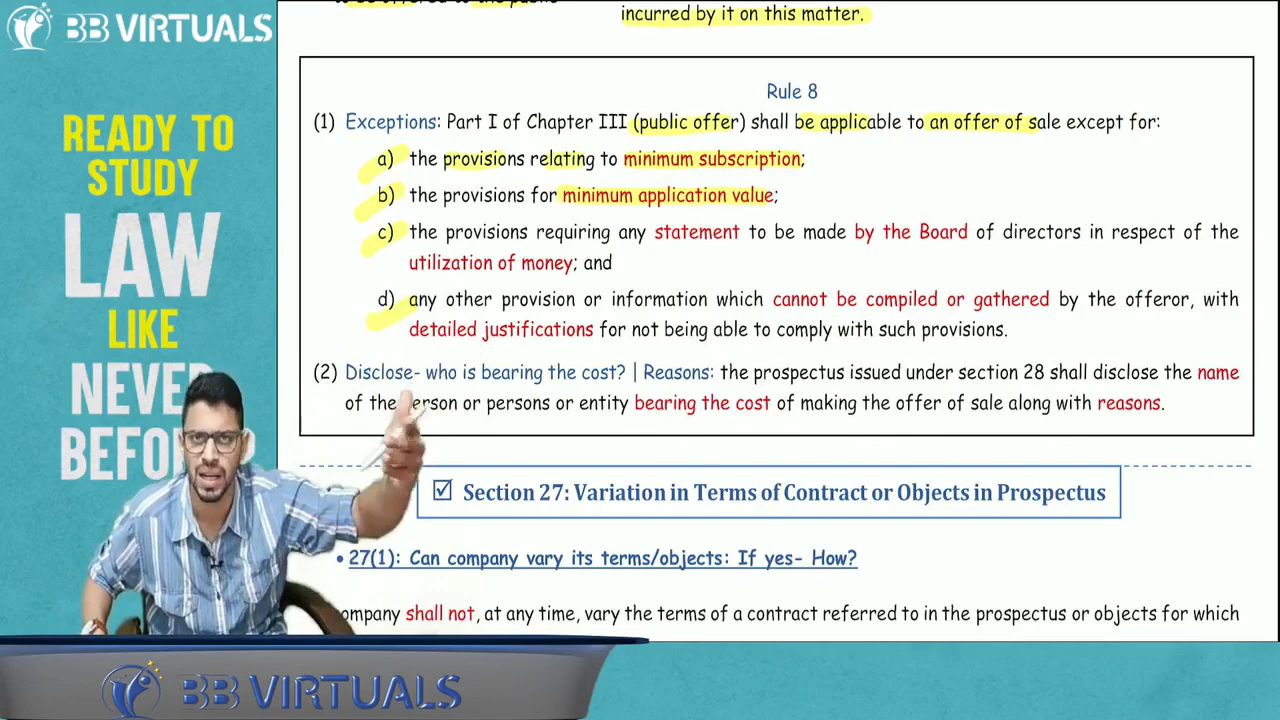 BB VIRTUALS
READY TO
STUDY
LAW
LIKE
NEVER
BEFO
to be offered to the public
incurred by it on this matter.
Rule 8
(1) Exceptions: Part I of Chapter III (public offer) shall be applicable to an offer of sale except for:
a) the provisions relating to minimum subscription;
b) the provisions for minimum application value;
c) the provisions requiring any statement to be made by the Board of directors in respect of the
utilization of money; and
d) any other provision or information which cannot be compiled or gathered by the offeror, with
detailed justifications for not being able to comply with such provisions.
(2) Disclose- who is bearing the cost? | Reasons: the prospectus issued under section 28 shall disclose the name
of the person or persons or entity bearing the cost of making the offer of sale along with reasons.
☑ Section 27: Variation in Terms of Contract or Objects in Prospectus
• 27(1): Can company vary its terms/objects: If yes- How?
ompany shall not, at any time, vary the terms of a contract referred to in the prospectus or objects for which
BB VIRTUALS